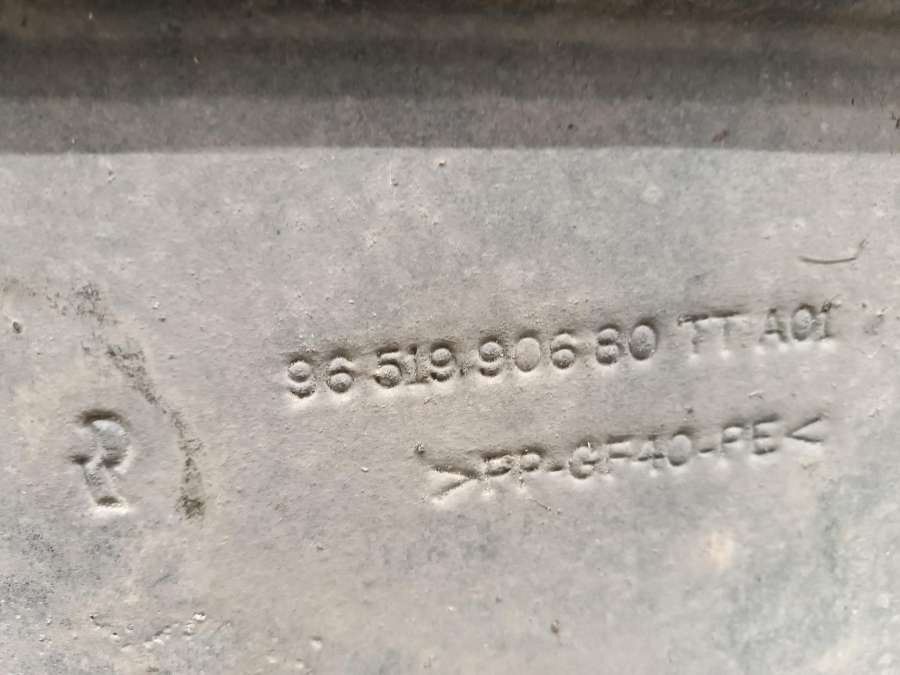 96 519 906 80 TT A01
>PP-GF40-PE<
R